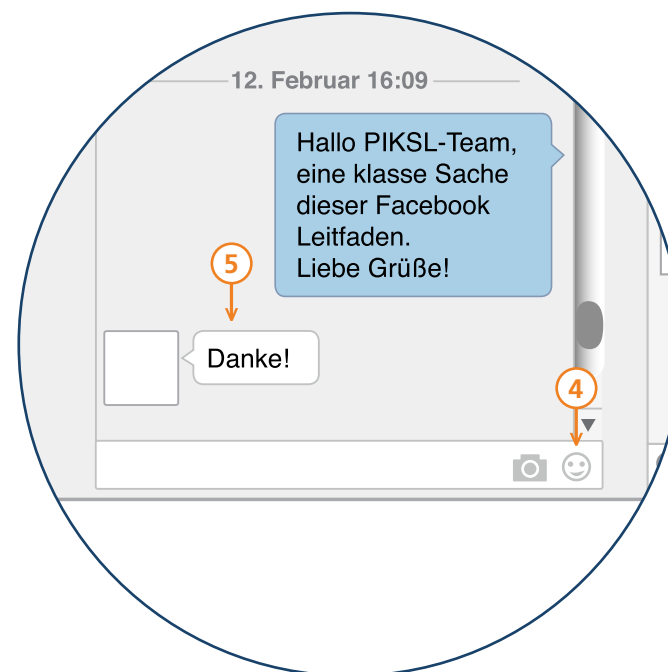 12. Februar 16:09
Hallo PIKSL-Team,
eine klasse Sache
dieser Facebook
Leitfaden.
Liebe Grüße!
5
Danke!
4